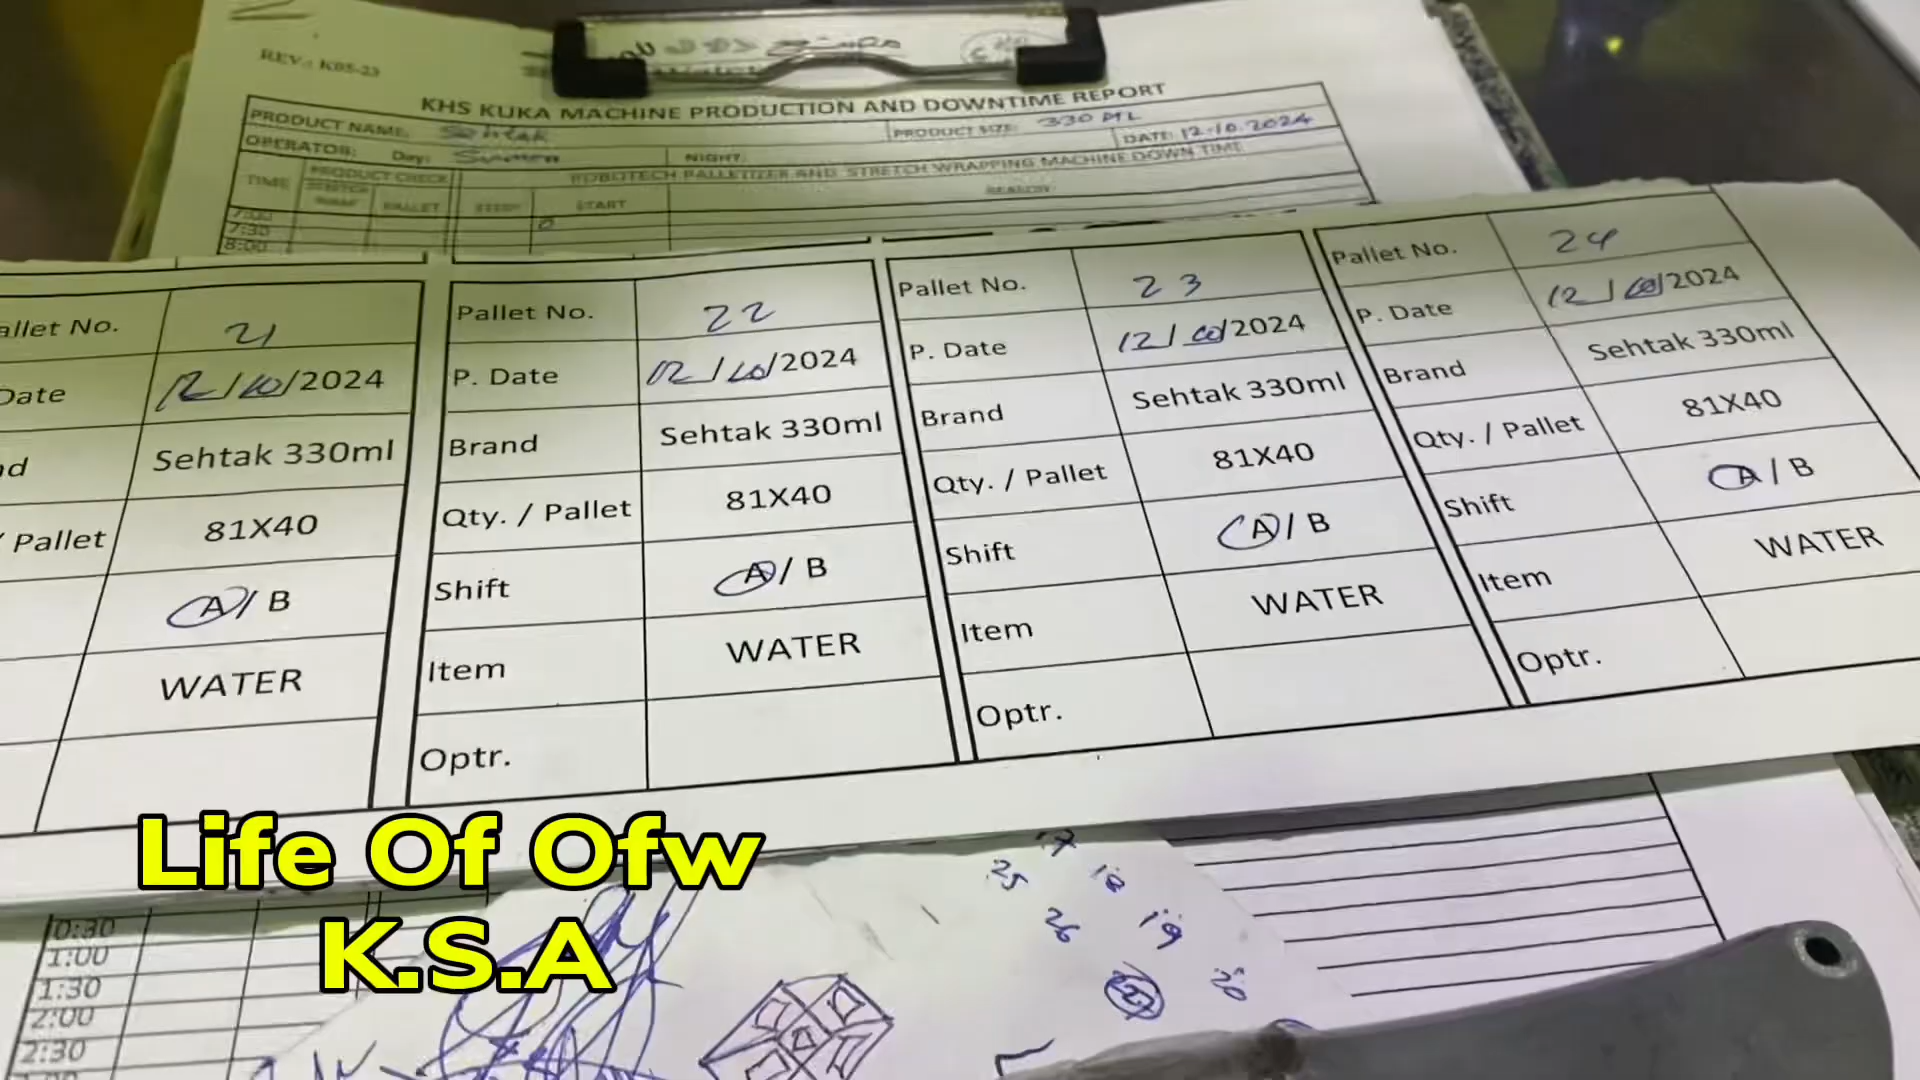 REV.: K05-23
KHS KUKA MACHINE PRODUCTION AND DOWNTIME REPORT
PRODUCT NAME: Sehtak PRODUCT SIZE: 330 ML DATE: 12-10.2024
OPERATOR: Day: NIGHT:
TIME PRODUCT CHECK ROBOTECH PALLETIZER AND STRETCH WRAPPING MACHINE DOWN TIME
PALLET START
7:30
8:00
allet No. 21
Date 12/10/2024
nd Sehtak 330ml
/ Pallet 81X40
A / B
WATER
Pallet No. 22
P. Date 12/10/2024
Brand Sehtak 330ml
Qty. / Pallet 81X40
Shift A / B
Item WATER
Optr.
Pallet No. 23
P. Date 12/10/2024
Brand Sehtak 330ml
Qty. / Pallet 81X40
Shift A / B
Item WATER
Optr.
Pallet No. 24
P. Date 12/10/2024
Brand Sehtak 330ml
Qty. / Pallet 81X40
Shift A / B
Item WATER
Optr.
Life Of Ofw
K.S.A
0:30
1:00
1:30
2:00
2:30
17
25 18
26 19
27 20